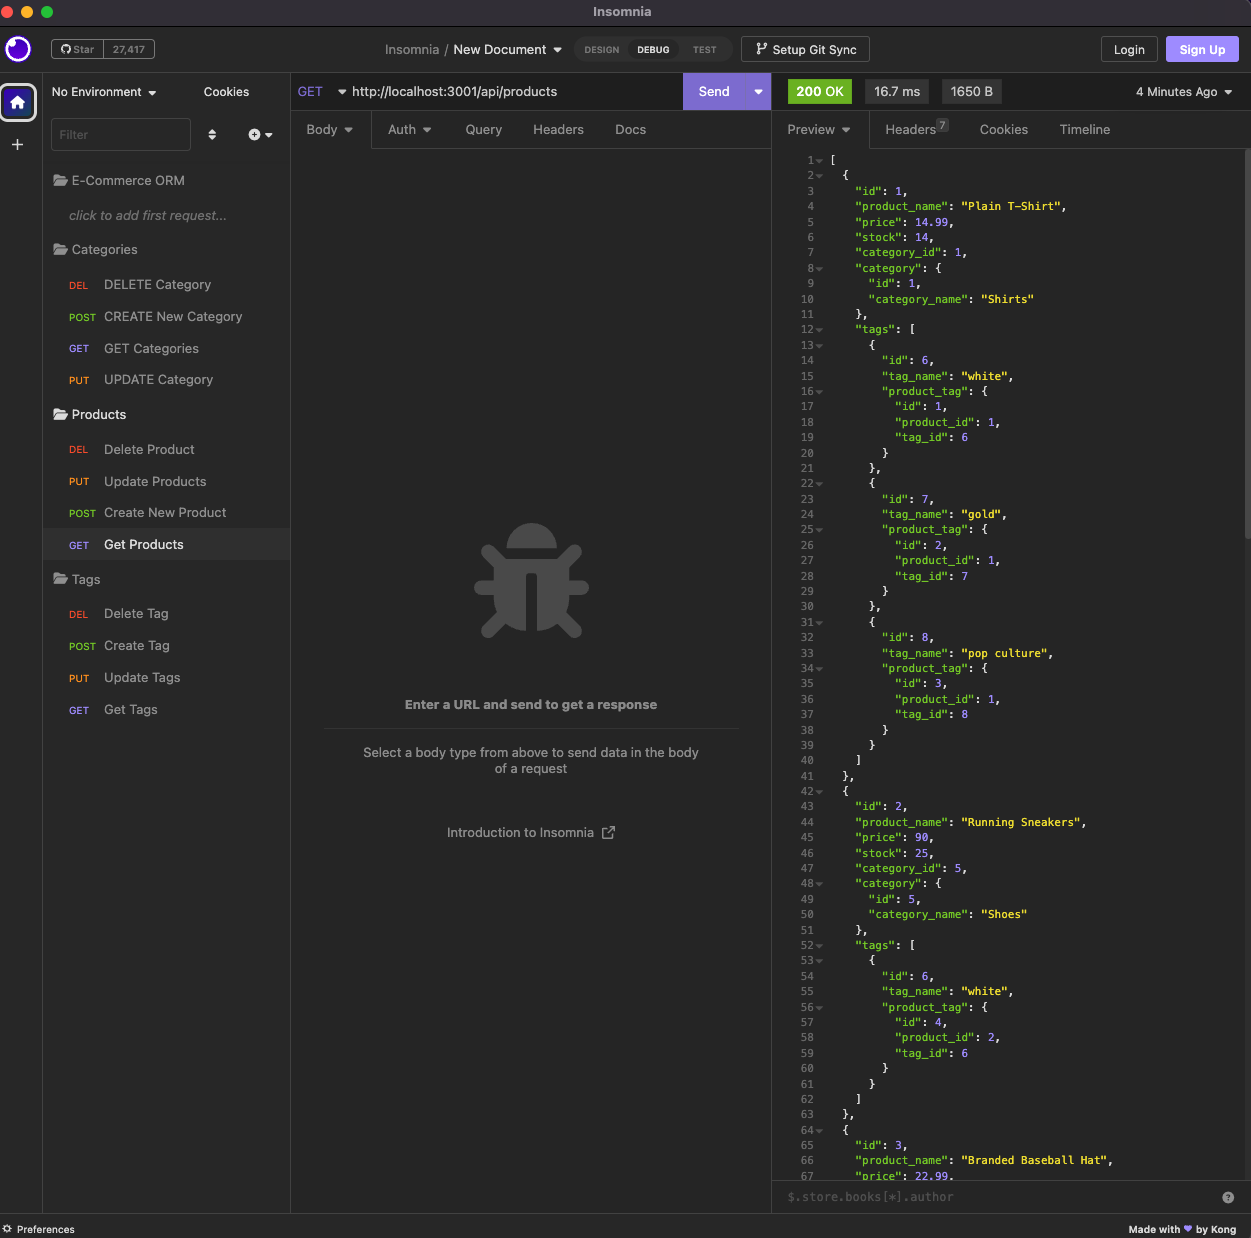 Insomnia
Star 27,417
Insomnia / New Document
DESIGN DEBUG TEST
Setup Git Sync
Login
Sign Up
No Environment
Cookies
GET http://localhost:3001/api/products
Send
200 OK
16.7 ms
1650 B
4 Minutes Ago
Filter
Body
Auth
Query
Headers
Docs
Preview
Headers 7
Cookies
Timeline
E-Commerce ORM
click to add first request...
Categories
DEL DELETE Category
POST CREATE New Category
GET GET Categories
PUT UPDATE Category
Products
DEL Delete Product
PUT Update Products
POST Create New Product
GET Get Products
Tags
DEL Delete Tag
POST Create Tag
PUT Update Tags
GET Get Tags
Enter a URL and send to get a response
Select a body type from above to send data in the body
of a request
Introduction to Insomnia
1 [
2 {
3 "id": 1,
4 "product_name": "Plain T-Shirt",
5 "price": 14.99,
6 "stock": 14,
7 "category_id": 1,
8 "category": {
9 "id": 1,
10 "category_name": "Shirts"
11 },
12 "tags": [
13 {
14 "id": 6,
15 "tag_name": "white",
16 "product_tag": {
17 "id": 1,
18 "product_id": 1,
19 "tag_id": 6
20 }
21 },
22 {
23 "id": 7,
24 "tag_name": "gold",
25 "product_tag": {
26 "id": 2,
27 "product_id": 1,
28 "tag_id": 7
29 }
30 },
31 {
32 "id": 8,
33 "tag_name": "pop culture",
34 "product_tag": {
35 "id": 3,
36 "product_id": 1,
37 "tag_id": 8
38 }
39 }
40 ]
41 },
42 {
43 "id": 2,
44 "product_name": "Running Sneakers",
45 "price": 90,
46 "stock": 25,
47 "category_id": 5,
48 "category": {
49 "id": 5,
50 "category_name": "Shoes"
51 },
52 "tags": [
53 {
54 "id": 6,
55 "tag_name": "white",
56 "product_tag": {
57 "id": 4,
58 "product_id": 2,
59 "tag_id": 6
60 }
61 }
62 ]
63 },
64 {
65 "id": 3,
66 "product_name": "Branded Baseball Hat",
67 "price": 22.99,
$.store.books[*].author
Preferences
Made with 💜 by Kong